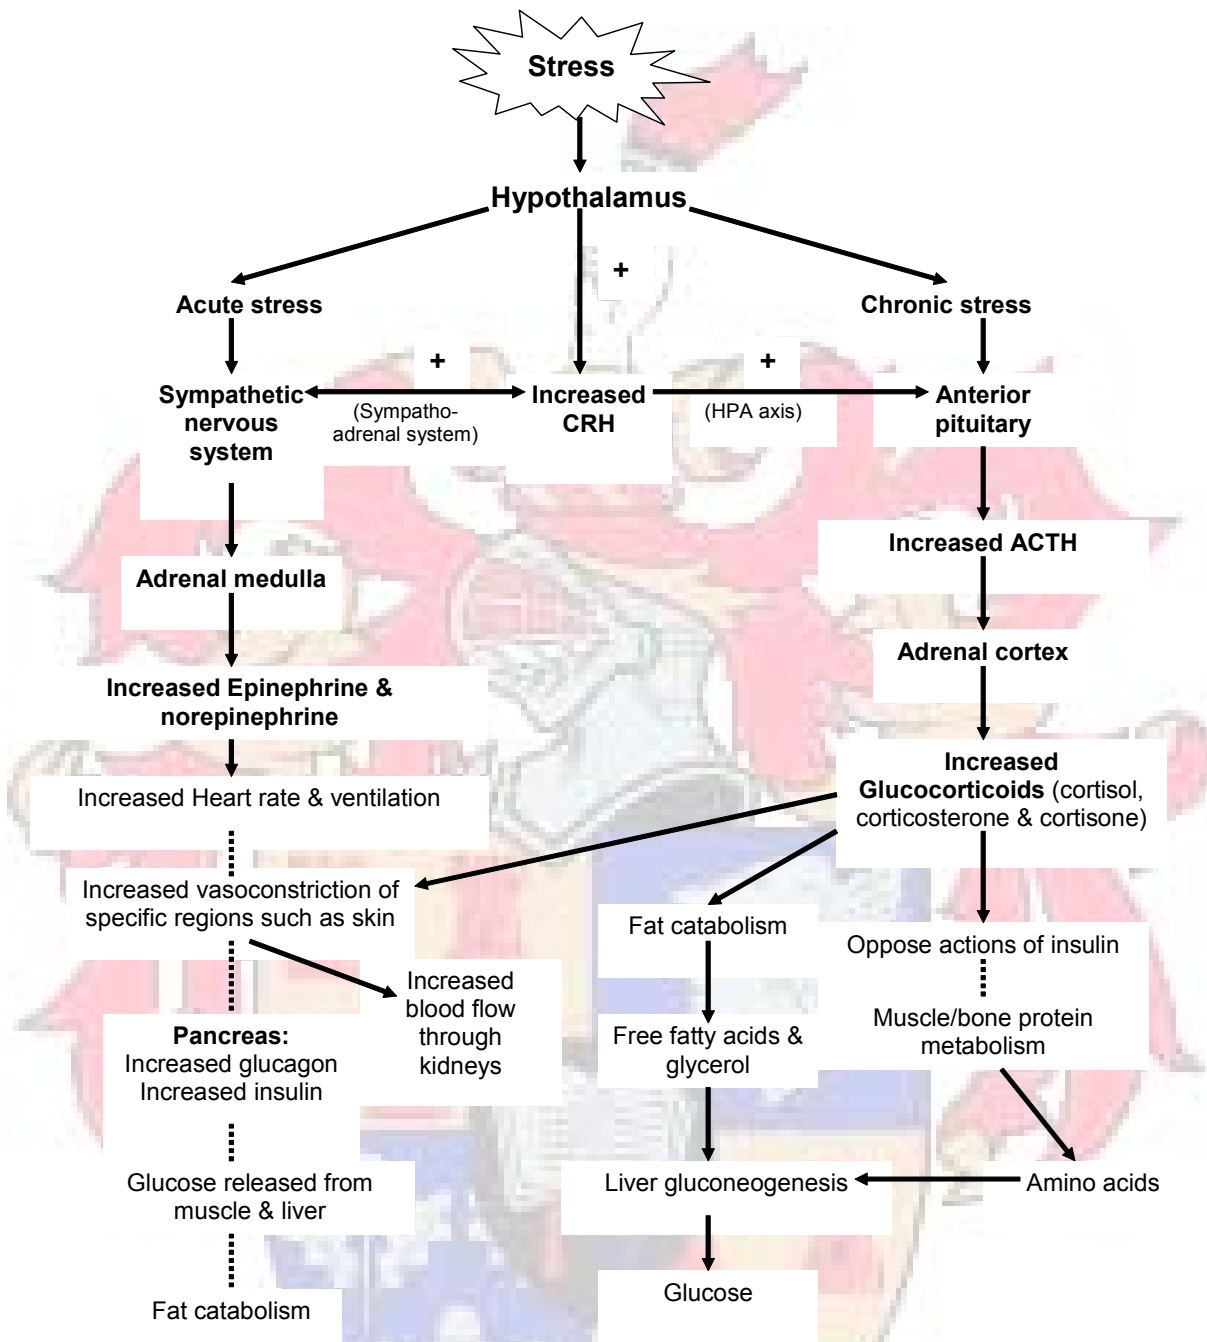 Stress
Hypothalamus
+
Acute stress
Chronic stress
+
+
Sympathetic
nervous
system
(Sympatho-
adrenal system)
Increased
CRH
(HPA axis)
Anterior
pituitary
Increased ACTH
Adrenal medulla
Adrenal cortex
Increased Epinephrine &
norepinephrine
Increased
Glucocorticoids (cortisol,
corticosterone & cortisone)
Increased Heart rate & ventilation
Increased vasoconstriction of
specific regions such as skin
Fat catabolism
Oppose actions of insulin
Increased
blood flow
through
kidneys
Pancreas:
Increased glucagon
Increased insulin
Free fatty acids &
glycerol
Muscle/bone protein
metabolism
Glucose released from
muscle & liver
Liver gluconeogenesis
Amino acids
Fat catabolism
Glucose